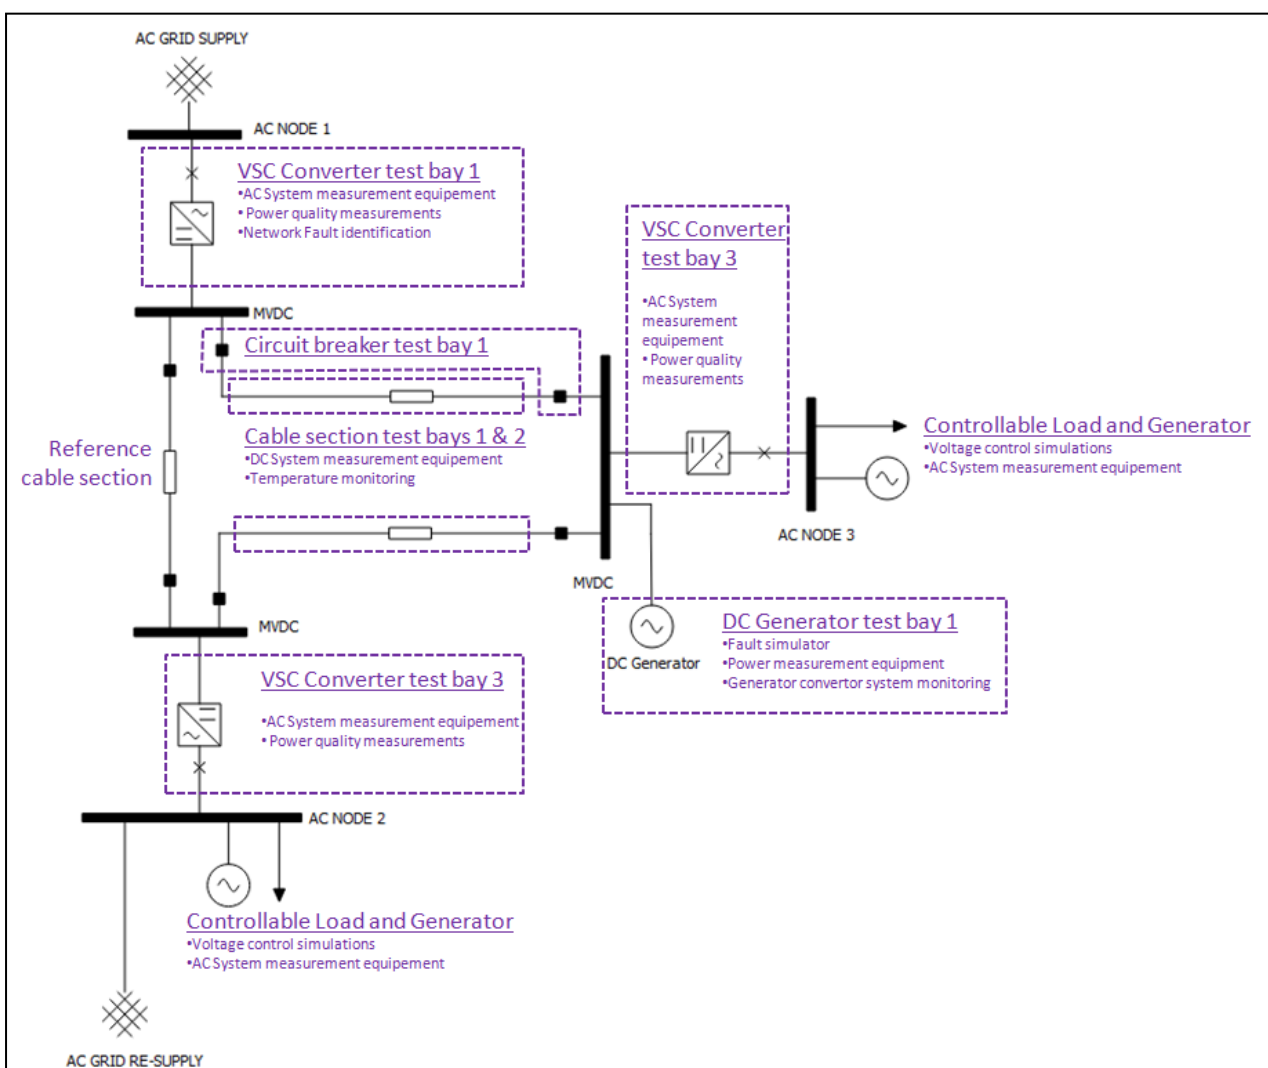 AC GRID SUPPLY
AC NODE 1
VSC Converter test bay 1
•AC System measurement equipement
• Power quality measurements
•Network Fault identification
MVDC
Circuit breaker test bay 1
VSC Converter
test bay 3
•AC System
measurement
equipement
• Power quality
measurements
Reference
cable section
Cable section test bays 1 & 2
•DC System measurement equipement
•Temperature monitoring
Controllable Load and Generator
•Voltage control simulations
•AC System measurement equipement
AC NODE 3
MVDC
MVDC
DC Generator
DC Generator test bay 1
•Fault simulator
•Power measurement equipment
•Generator convertor system monitoring
VSC Converter test bay 3
•AC System measurement equipement
• Power quality measurements
AC NODE 2
Controllable Load and Generator
•Voltage control simulations
•AC System measurement equipement
AC GRID RE-SUPPLY